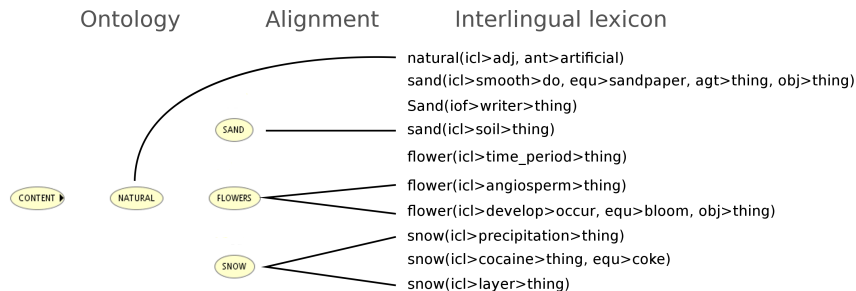 Ontology Alignment Interlingual lexicon
natural(icl>adj, ant>artificial)
sand(icl>smooth>do, equ>sandpaper, agt>thing, obj>thing)
Sand(iof>writer>thing)
SAND sand(icl>soil>thing)
flower(icl>time_period>thing)
flower(icl>angiosperm>thing)
CONTENT NATURAL FLOWERS
flower(icl>develop>occur, equ>bloom, obj>thing)
snow(icl>precipitation>thing)
SNOW snow(icl>cocaine>thing, equ>coke)
snow(icl>layer>thing)